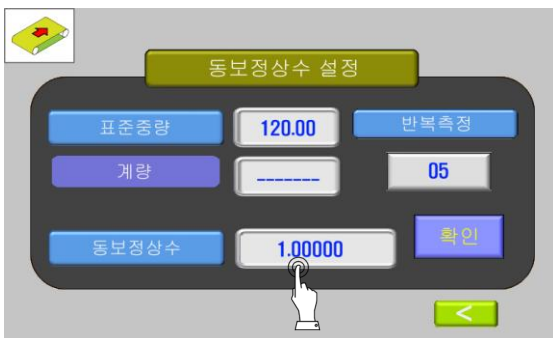 동보정상수 설정
표준중량
120.00
반복측정
계량
-------
05
동보정상수
1.00000
확인
<